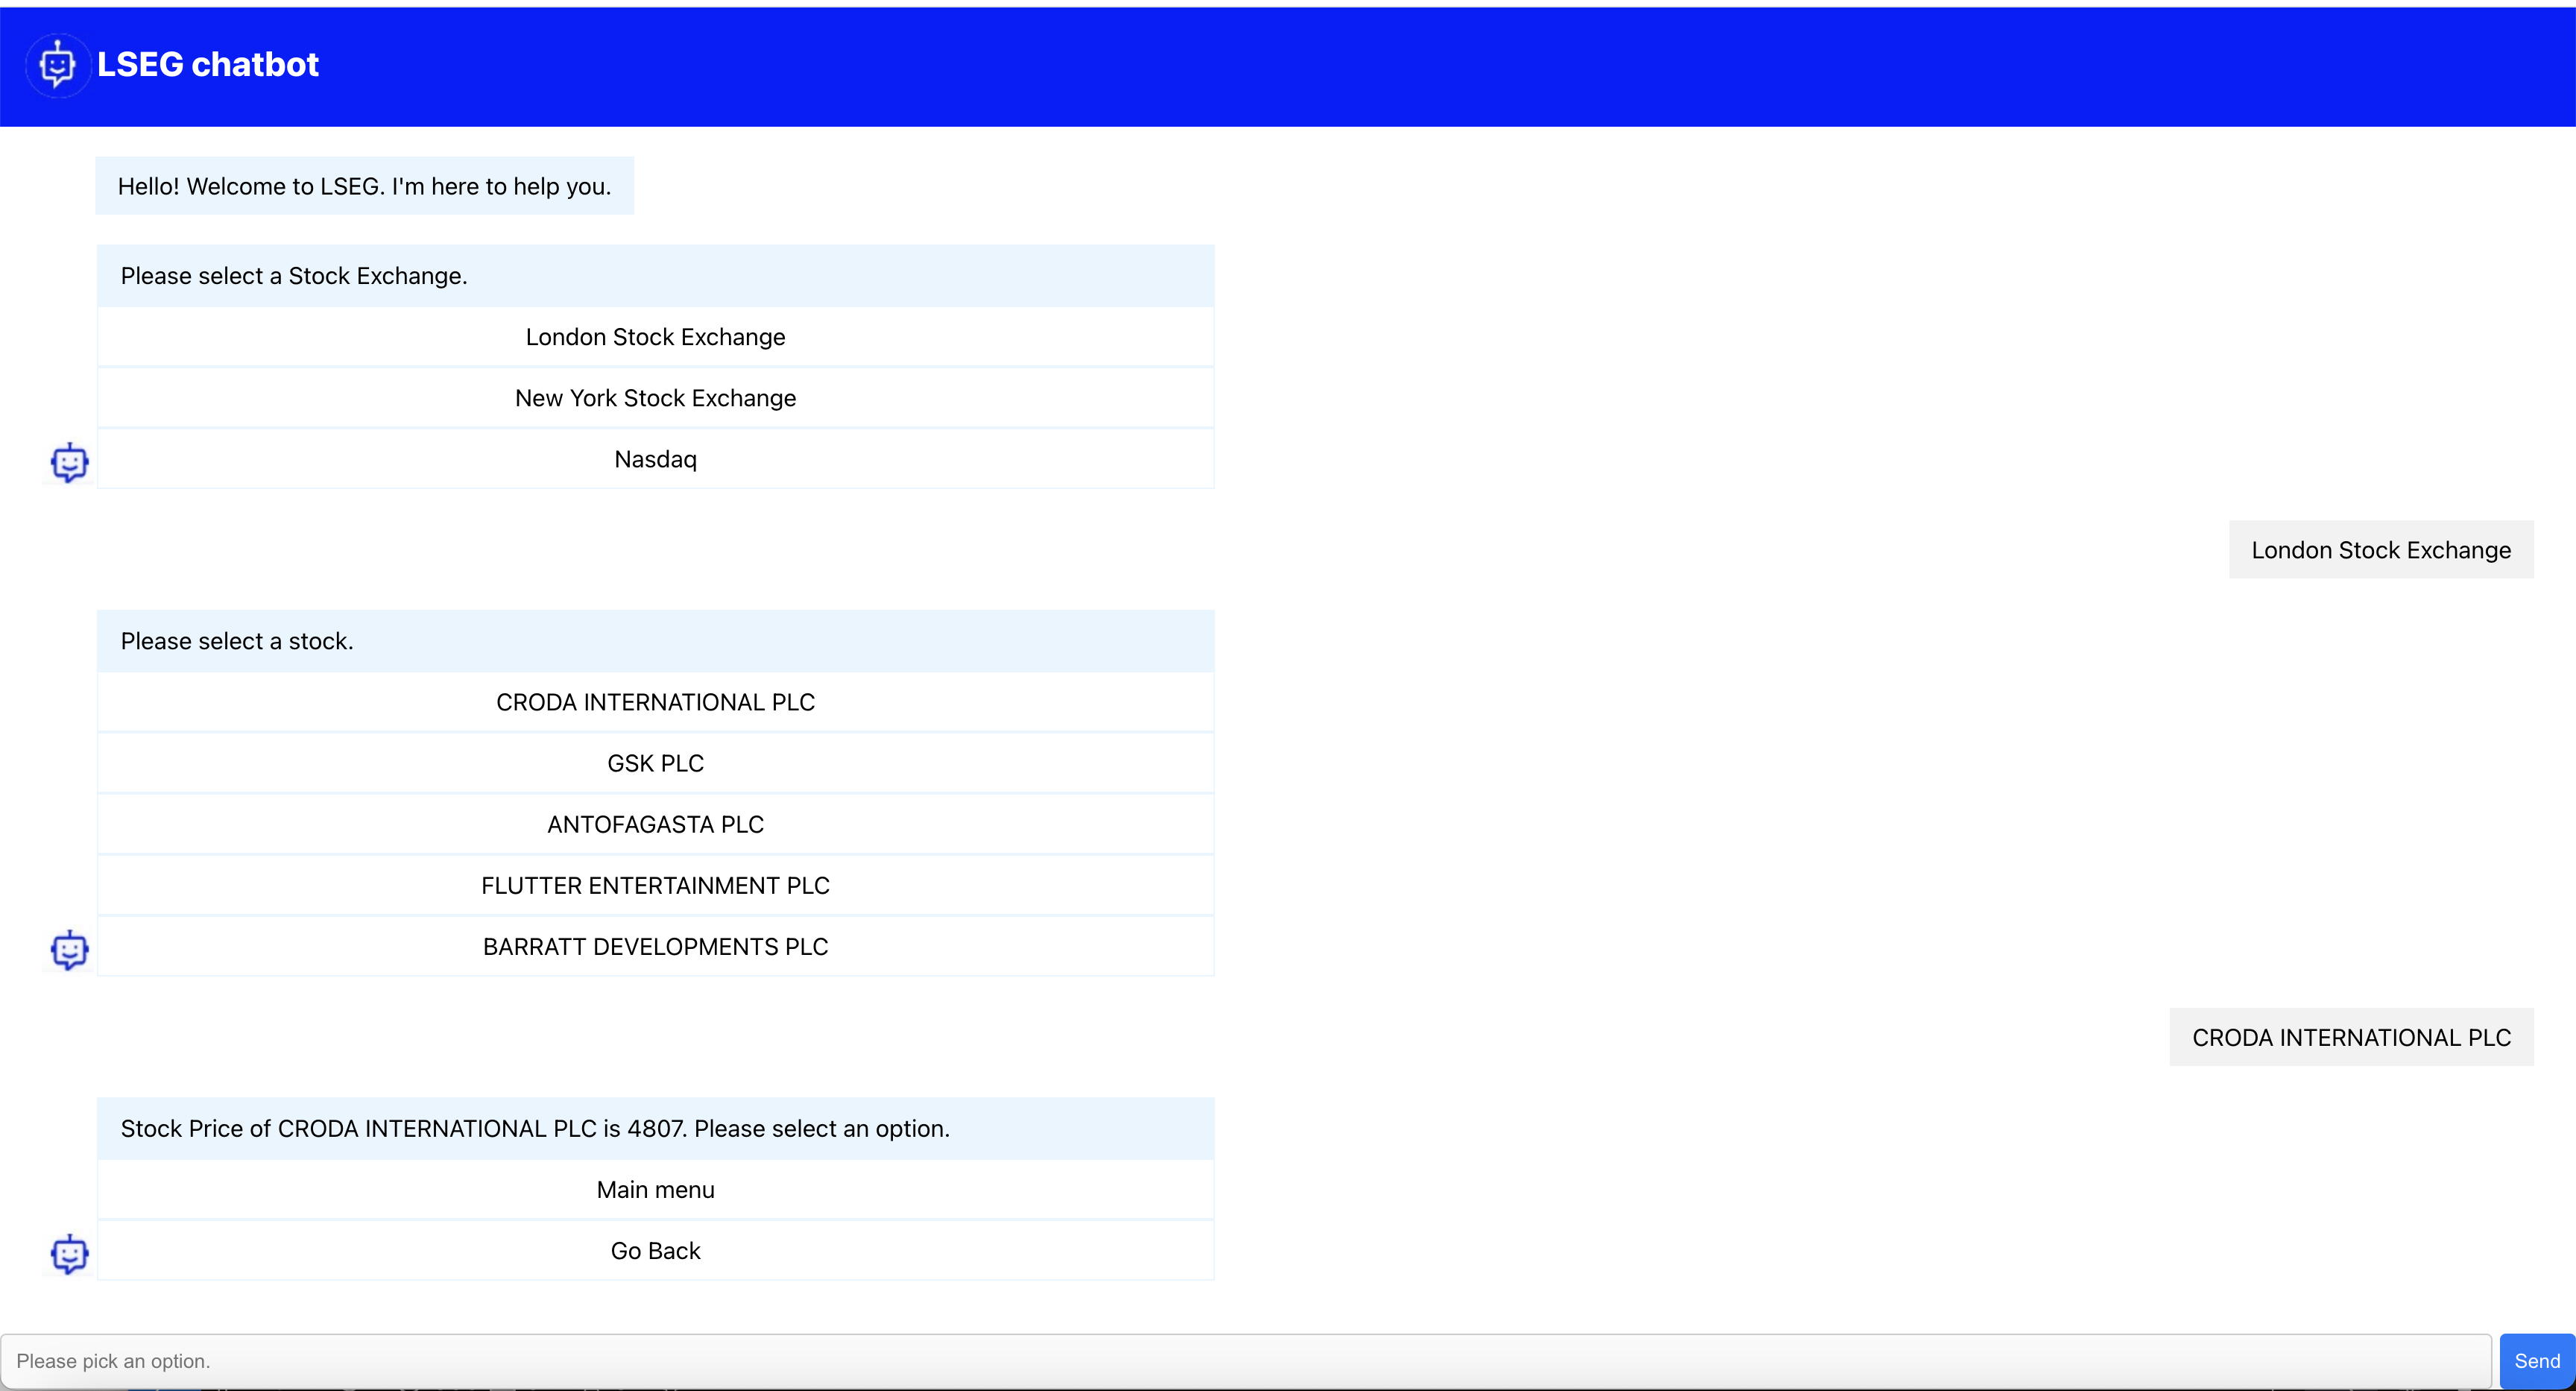 LSEG chatbot
Hello! Welcome to LSEG. I'm here to help you.
Please select a Stock Exchange.
London Stock Exchange
New York Stock Exchange
Nasdaq
London Stock Exchange
Please select a stock.
CRODA INTERNATIONAL PLC
GSK PLC
ANTOFAGASTA PLC
FLUTTER ENTERTAINMENT PLC
BARRATT DEVELOPMENTS PLC
CRODA INTERNATIONAL PLC
Stock Price of CRODA INTERNATIONAL PLC is 4807. Please select an option.
Main menu
Go Back
Please pick an option.
Send